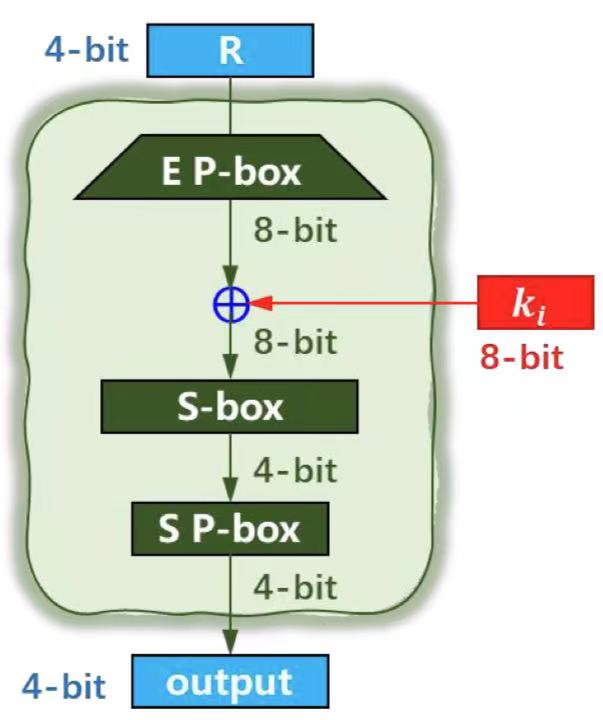 4-bit R
E P-box
8-bit
k_i
8-bit
8-bit
S-box
4-bit
S P-box
4-bit
4-bit output